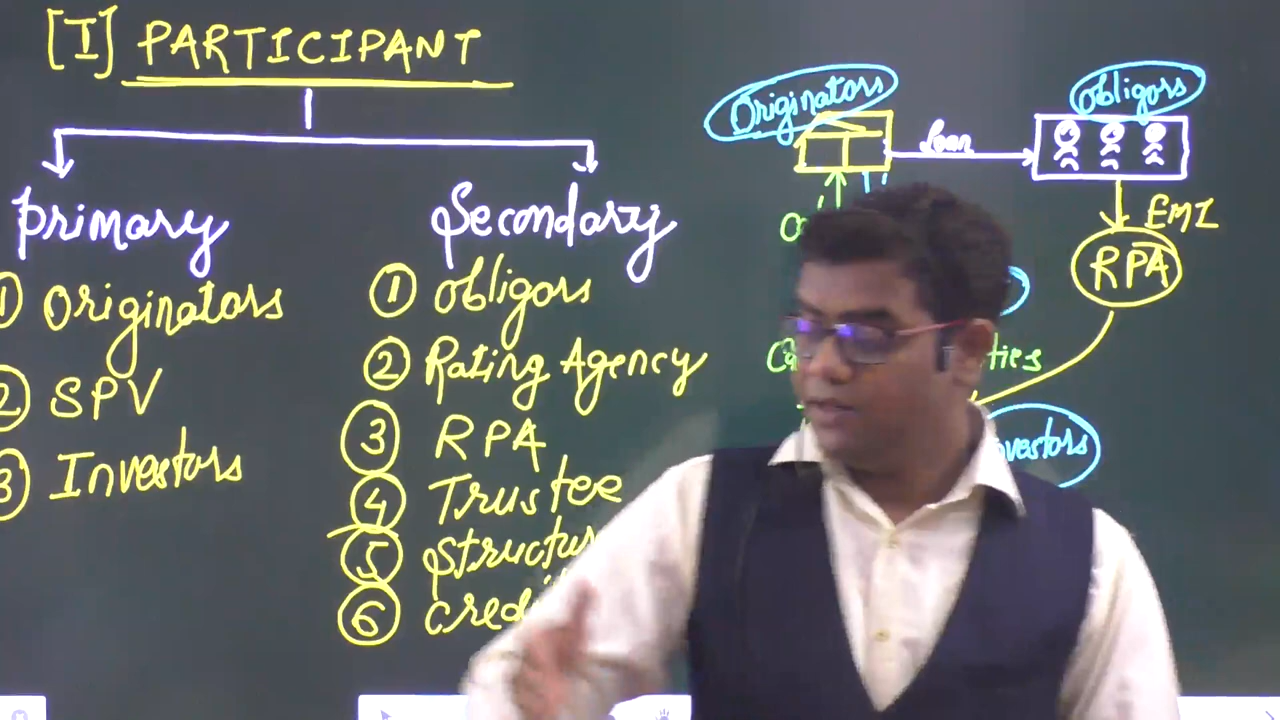 [I] PARTICIPANT
Primary
① Originators
② SPV
③ Investors
Secondary
① Obligors
② Rating Agency
③ RPA
④ Trustee
⑤
⑥
Originators
Loan
Obligors
EMI
RPA